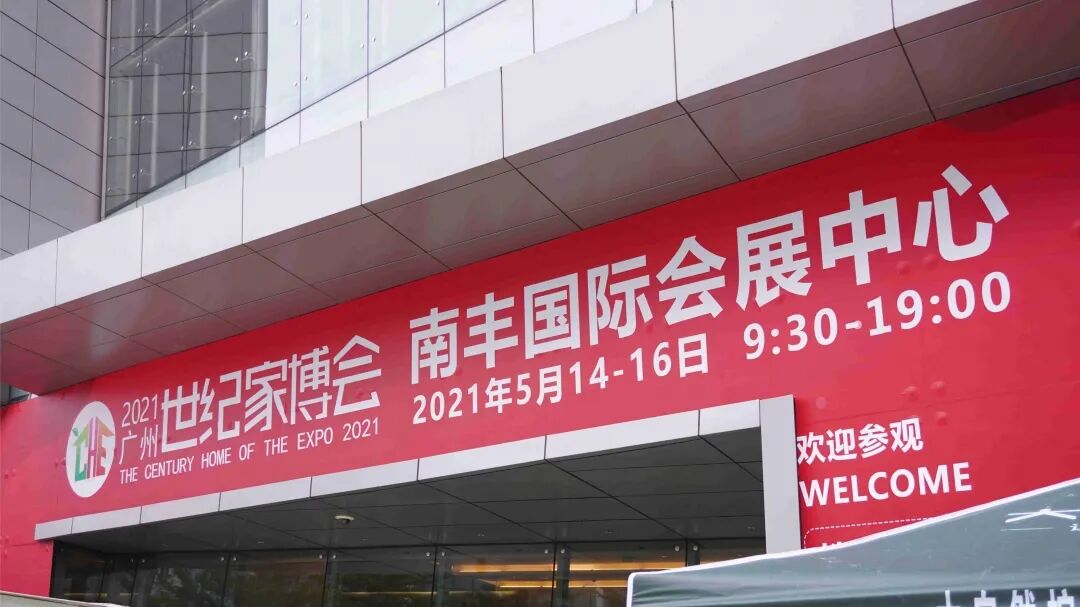 2021
广州
世纪家博会
THE CENTURY HOME OF THE EXPO 2021
南丰国际会展中心
2021年5月14-16日 9:30-19:00
欢迎参观
WELCOME